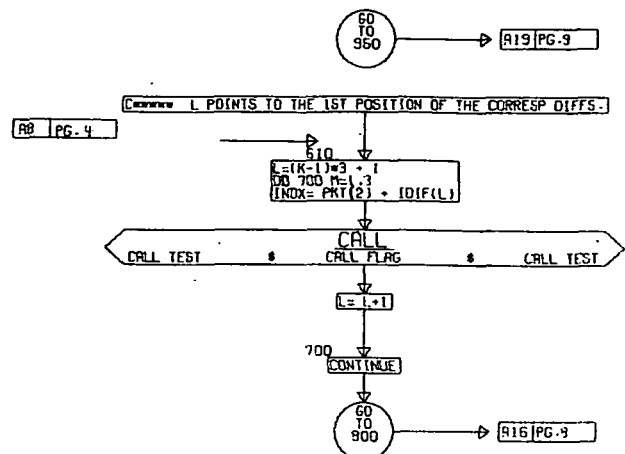 GO
TO
950
A19 PG-9
C***** L POINTS TO THE 1ST POSITION OF THE CORRESP DIFFS.
A8 PG-4
610
L=(K-1)*3 + 1
DO 700 M=1,3
INDX= PKT(2) + IDIF(L)
CALL
CALL TEST $ CALL FLAG $ CALL TEST
L= L+1
700
CONTINUE
GO
TO
900
A16 PG-9